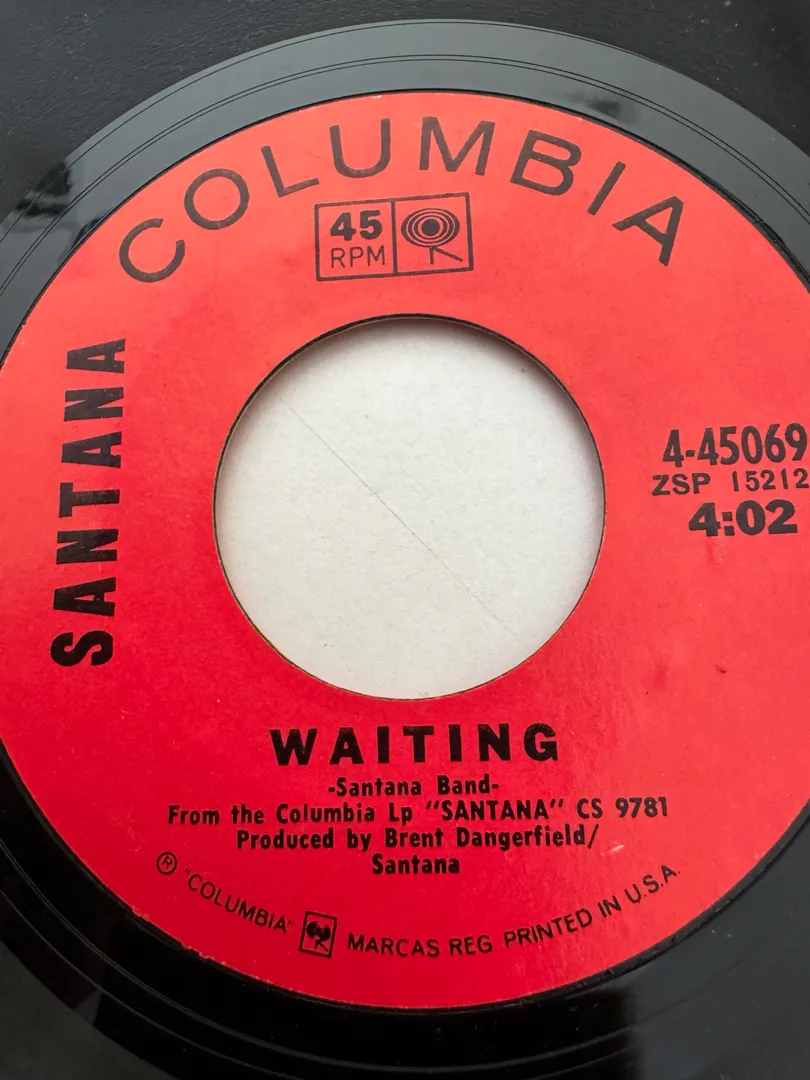 COLUMBIA
45
RPM
SANTANA
4-45069
ZSP 15212
4:02
WAITING
-Santana Band-
From the Columbia Lp "SANTANA" CS 9781
Produced by Brent Dangerfield/
Santana
® "COLUMBIA" MARCAS REG PRINTED IN U.S.A.